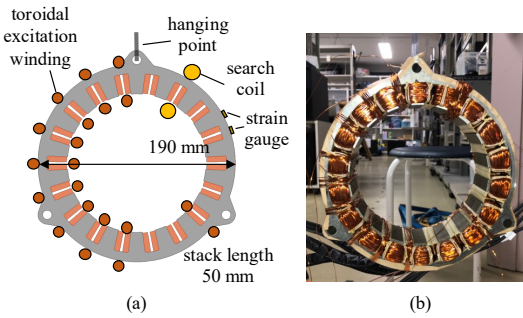 toroidal
excitation
winding
hanging
point
search
coil
strain
gauge
190 mm
stack length
50 mm
(a)
(b)